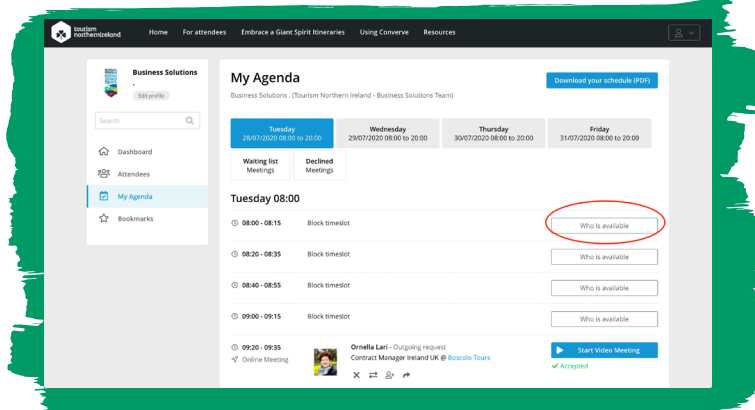 tourism
northernireland
Home For attendees Embrace a Giant Spirit Itineraries Using Converve Resources
Business Solutions
.
Edit profile
Search
Dashboard
Attendees
My Agenda
Bookmarks
My Agenda
Download your schedule (PDF)
Business Solutions . (Tourism Northern Ireland - Business Solutions Team)
Tuesday
28/07/2020 08:00 to 20:00
Wednesday
29/07/2020 08:00 to 20:00
Thursday
30/07/2020 08:00 to 20:00
Friday
31/07/2020 08:00 to 20:00
Waiting list
Meetings
Declined
Meetings
Tuesday 08:00
08:00 - 08:15 Block timeslot Who is available
08:20 - 08:35 Block timeslot Who is available
08:40 - 08:55 Block timeslot Who is available
09:00 - 09:15 Block timeslot Who is available
09:20 - 09:35
Online Meeting
Ornella Lari - Outgoing request
Contract Manager Ireland UK @ Boscolo Tours
Start Video Meeting
Accepted